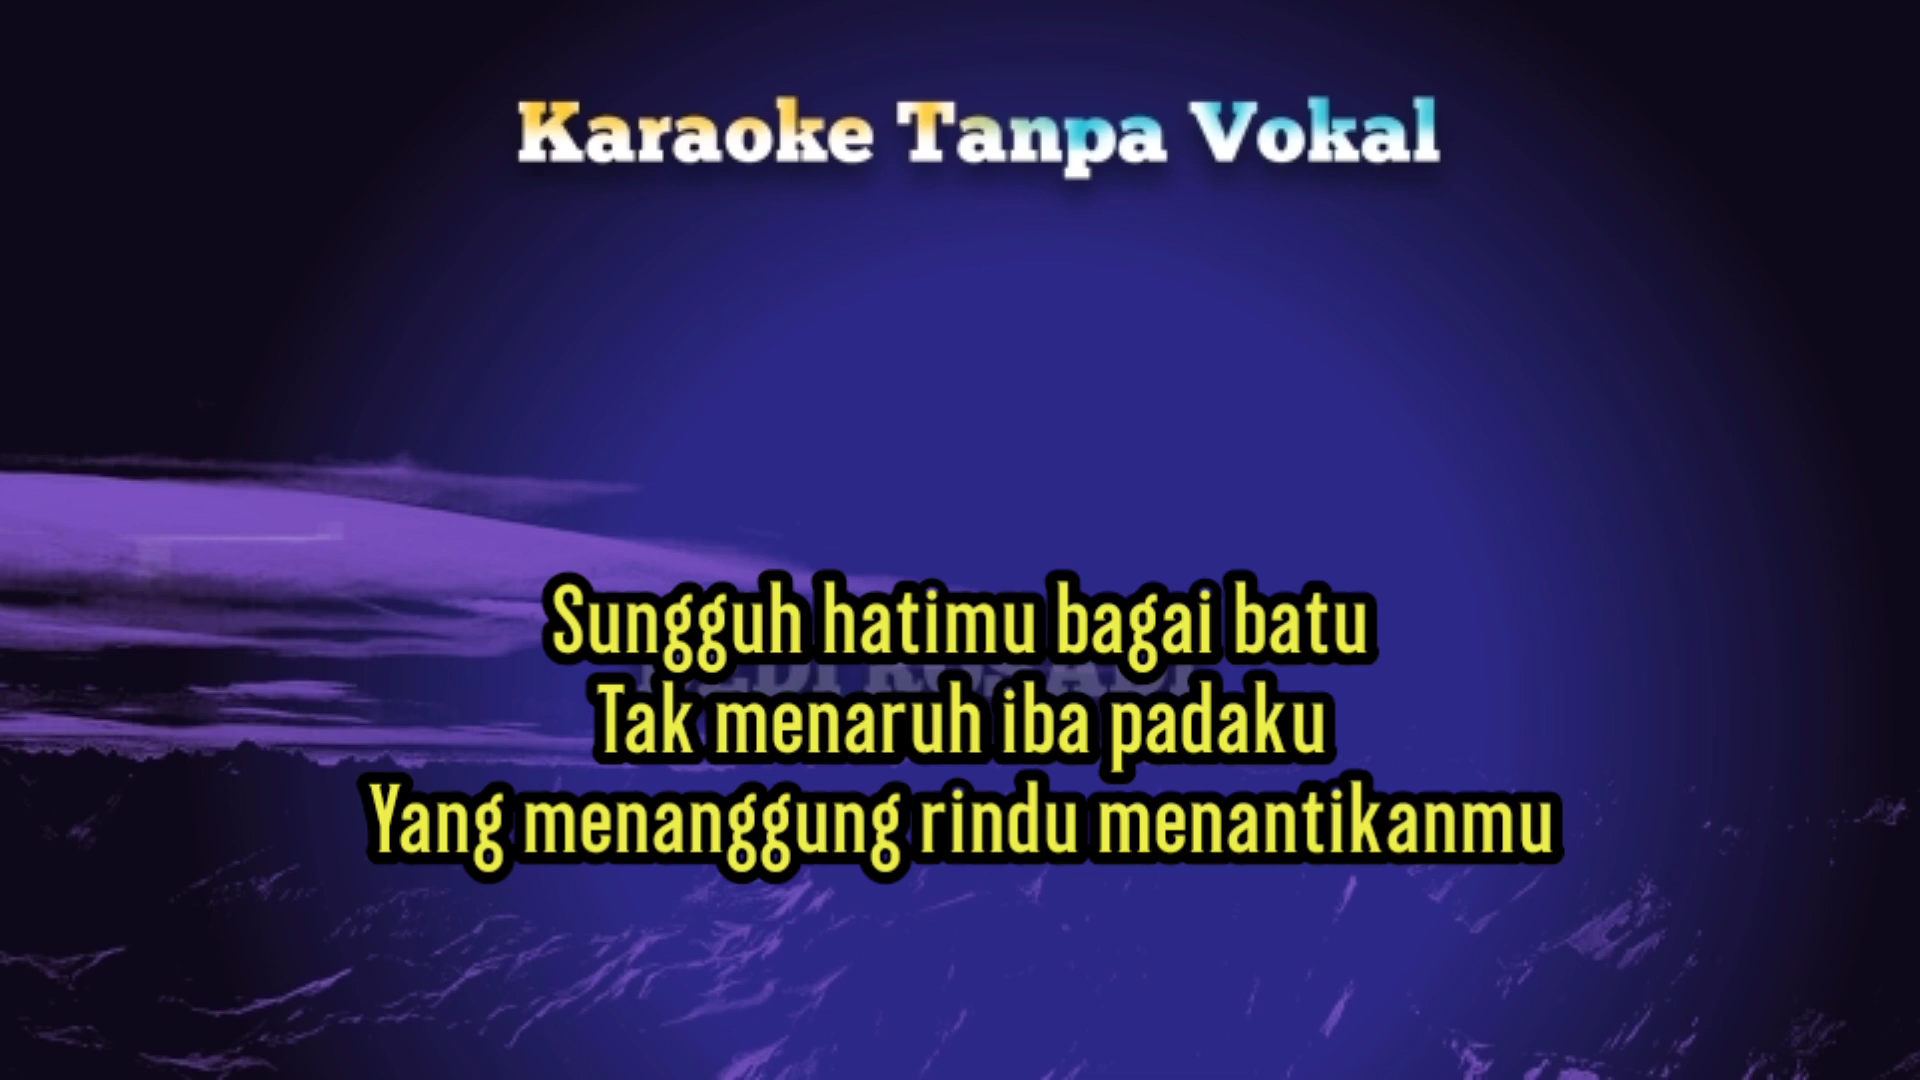 Karaoke Tanpa Vokal
Sungguh hatimu bagai batu
Tak menaruh iba padaku
Yang menanggung rindu menantikanmu